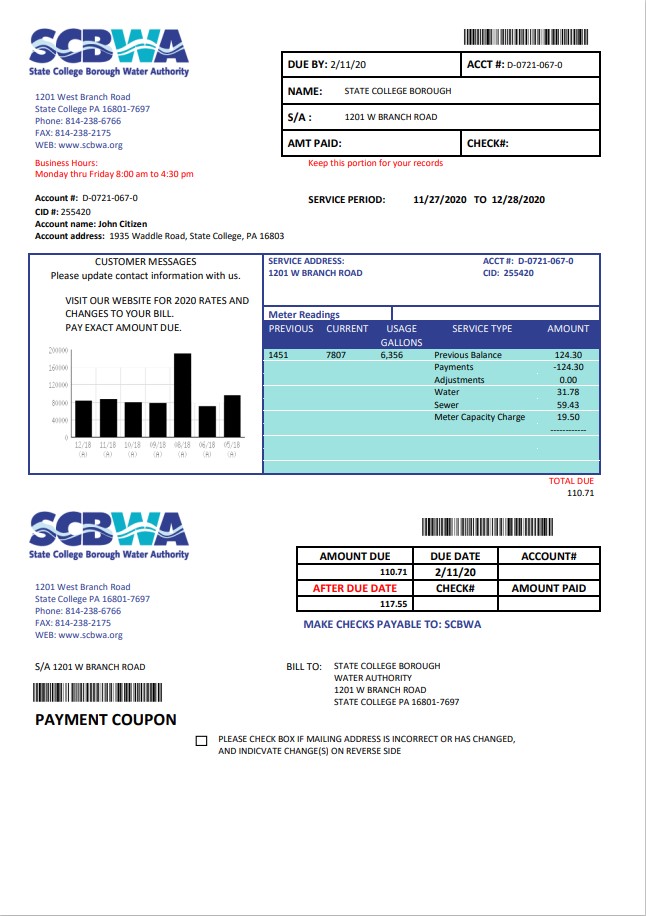 SCBWA
State College Borough Water Authority
1201 West Branch Road
State College PA 16801-7697
Phone: 814-238-6766
FAX: 814-238-2175
WEB: www.scbwa.org
Business Hours:
Monday thru Friday 8:00 am to 4:30 pm
DUE BY: 2/11/20 ACCT #: D-0721-067-0
NAME: STATE COLLEGE BOROUGH
S/A : 1201 W BRANCH ROAD
AMT PAID: CHECK#:
Keep this portion for your records
Account #: D-0721-067-0
CID #: 255420
Account name: John Citizen
Account address: 1935 Waddle Road, State College, PA 16803
SERVICE PERIOD: 11/27/2020 TO 12/28/2020
CUSTOMER MESSAGES
Please update contact information with us.
VISIT OUR WEBSITE FOR 2020 RATES AND
CHANGES TO YOUR BILL.
PAY EXACT AMOUNT DUE.
200000
160000
120000
80000
40000
0
12/18 11/18 10/18 09/18 08/18 06/18 05/18
(A) (A) (A) (A) (A) (A) (A)
SERVICE ADDRESS: ACCT #: D-0721-067-0
1201 W BRANCH ROAD CID: 255420
Meter Readings
PREVIOUS CURRENT USAGE SERVICE TYPE AMOUNT
GALLONS
1451 7807 6,356 Previous Balance 124.30
Payments -124.30
Adjustments 0.00
Water 31.78
Sewer 59.43
Meter Capacity Charge 19.50
------------
TOTAL DUE
110.71
SCBWA
State College Borough Water Authority
1201 West Branch Road
State College PA 16801-7697
Phone: 814-238-6766
FAX: 814-238-2175
WEB: www.scbwa.org
AMOUNT DUE DUE DATE ACCOUNT#
110.71 2/11/20
AFTER DUE DATE CHECK# AMOUNT PAID
117.55
MAKE CHECKS PAYABLE TO: SCBWA
S/A 1201 W BRANCH ROAD
BILL TO: STATE COLLEGE BOROUGH
WATER AUTHORITY
1201 W BRANCH ROAD
STATE COLLEGE PA 16801-7697
PAYMENT COUPON
PLEASE CHECK BOX IF MAILING ADDRESS IS INCORRECT OR HAS CHANGED,
AND INDICVATE CHANGE(S) ON REVERSE SIDE